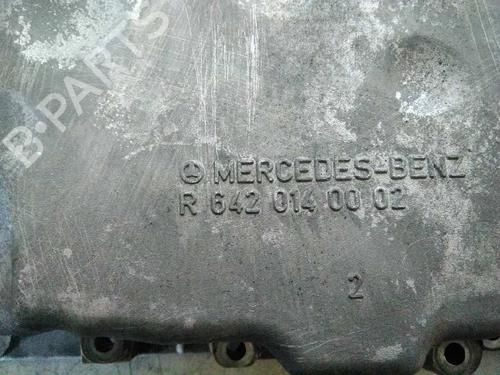 B-PARTS
MERCEDES-BENZ
R 642 014 00 02
2